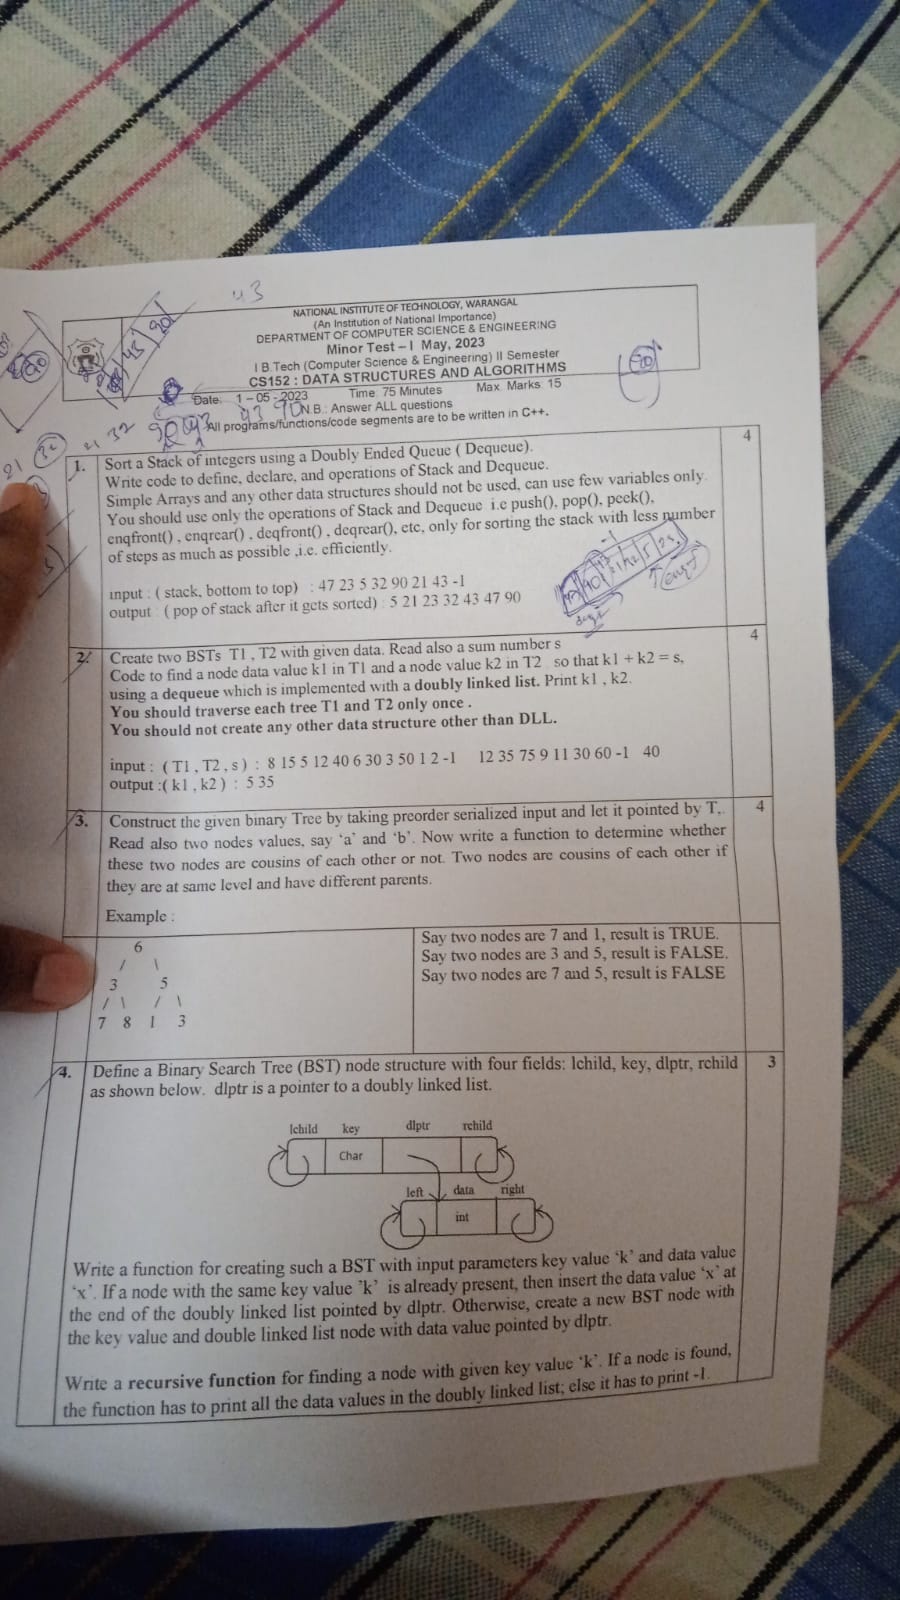 43
NATIONAL INSTITUTE OF TECHNOLOGY, WARANGAL
(An Institution of National Importance)
DEPARTMENT OF COMPUTER SCIENCE & ENGINEERING
Minor Test – I May, 2023
I B.Tech (Computer Science & Engineering) II Semester
CS152 : DATA STRUCTURES AND ALGORITHMS
Date: 1 – 05 - 2023 Time: 75 Minutes Max. Marks: 15
43 90
N.B.: Answer ALL questions
21 32
All programs/functions/code segments are to be written in C++.
1. Sort a Stack of integers using a Doubly Ended Queue ( Dequeue). 4
Write code to define, declare, and operations of Stack and Dequeue.
Simple Arrays and any other data structures should not be used, can use few variables only.
You should use only the operations of Stack and Dequeue i.e push(), pop(), peek(),
enqfront() , enqrear() , deqfront() , deqrear(), etc, only for sorting the stack with less number
of steps as much as possible ,i.e. efficiently.
input : ( stack, bottom to top) : 47 23 5 32 90 21 43 -1
output : ( pop of stack after it gets sorted) : 5 21 23 32 43 47 90
2. Create two BSTs T1 , T2 with given data. Read also a sum number s 4
Code to find a node data value k1 in T1 and a node value k2 in T2 so that k1 + k2 = s,
using a dequeue which is implemented with a doubly linked list. Print k1 , k2.
You should traverse each tree T1 and T2 only once .
You should not create any other data structure other than DLL.
input : ( T1 , T2 , s ) : 8 15 5 12 40 6 30 3 50 1 2 -1 12 35 75 9 11 30 60 -1 40
output :( k1 , k2 ) : 5 35
3. Construct the given binary Tree by taking preorder serialized input and let it pointed by T,. 4
Read also two nodes values, say ‘a’ and ‘b’. Now write a function to determine whether
these two nodes are cousins of each other or not. Two nodes are cousins of each other if
they are at same level and have different parents.
Example :
6
/ \
3 5
/ \ / \
7 8 1 3
Say two nodes are 7 and 1, result is TRUE.
Say two nodes are 3 and 5, result is FALSE.
Say two nodes are 7 and 5, result is FALSE
4. Define a Binary Search Tree (BST) node structure with four fields: lchild, key, dlptr, rchild 3
as shown below. dlptr is a pointer to a doubly linked list.
lchild key dlptr rchild
Char
left data right
int
Write a function for creating such a BST with input parameters key value ‘k’ and data value
‘x’. If a node with the same key value ’k’ is already present, then insert the data value ‘x’ at
the end of the doubly linked list pointed by dlptr. Otherwise, create a new BST node with
the key value and double linked list node with data value pointed by dlptr.
Write a recursive function for finding a node with given key value ‘k’. If a node is found,
the function has to print all the data values in the doubly linked list; else it has to print -1.